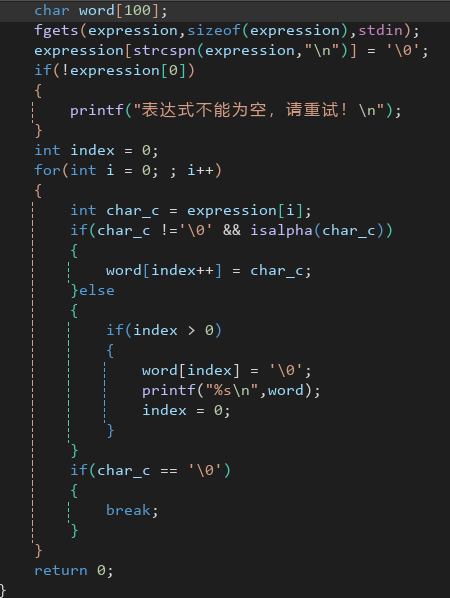 char word[100];
fgets(expression,sizeof(expression),stdin);
expression[strcspn(expression,"\n")] = '\0';
if(!expression[0])
{
printf("表达式不能为空，请重试！\n");
}
int index = 0;
for(int i = 0; ; i++)
{
int char_c = expression[i];
if(char_c !='\0' && isalpha(char_c))
{
word[index++] = char_c;
}else
{
if(index > 0)
{
word[index] = '\0';
printf("%s\n",word);
index = 0;
}
}
if(char_c == '\0')
{
break;
}
}
return 0;
}